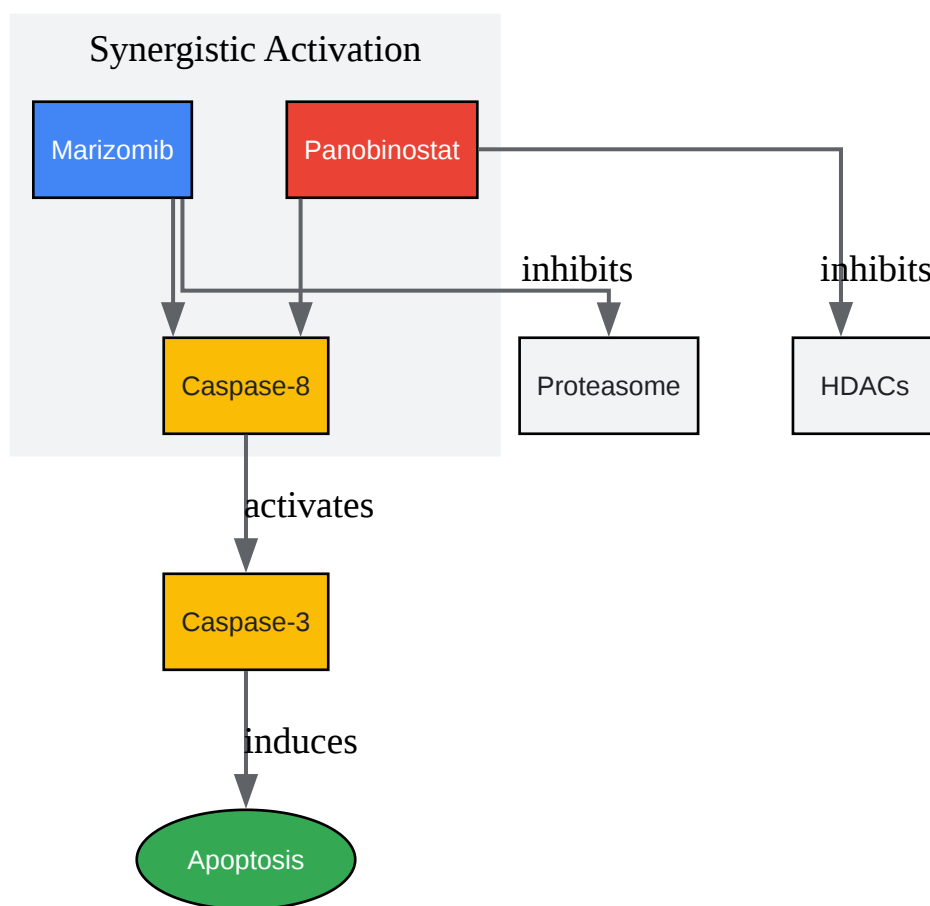 Synergistic Activation
Marizomib
Panobinostat
inhibits
inhibits
Caspase-8
Proteasome
HDACs
activates
Caspase-3
induces
Apoptosis